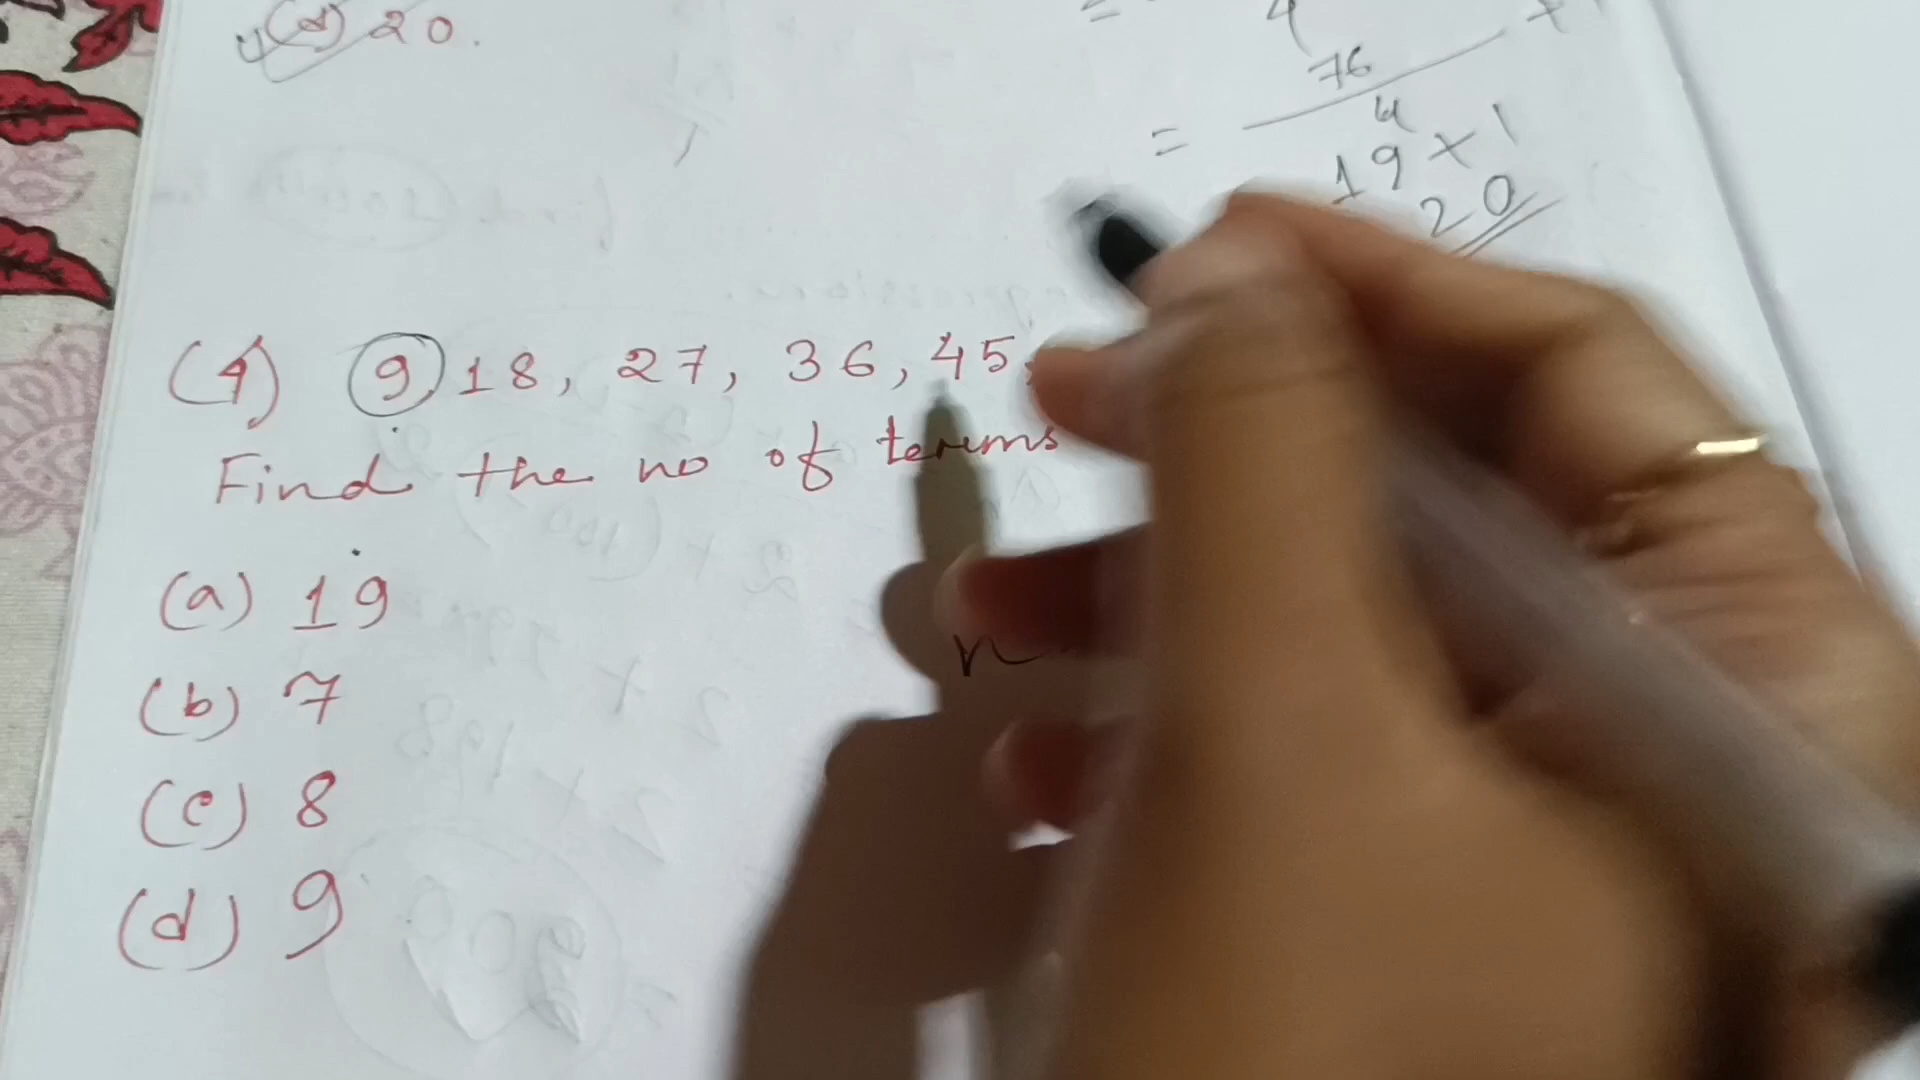 (d) 20.
=
4
76
=
4
19 + 1
20
(4) 9 18, 27, 36, 45,
Find the no of terms
(a) 19
(b) 7
(c) 8
(d) 9
n